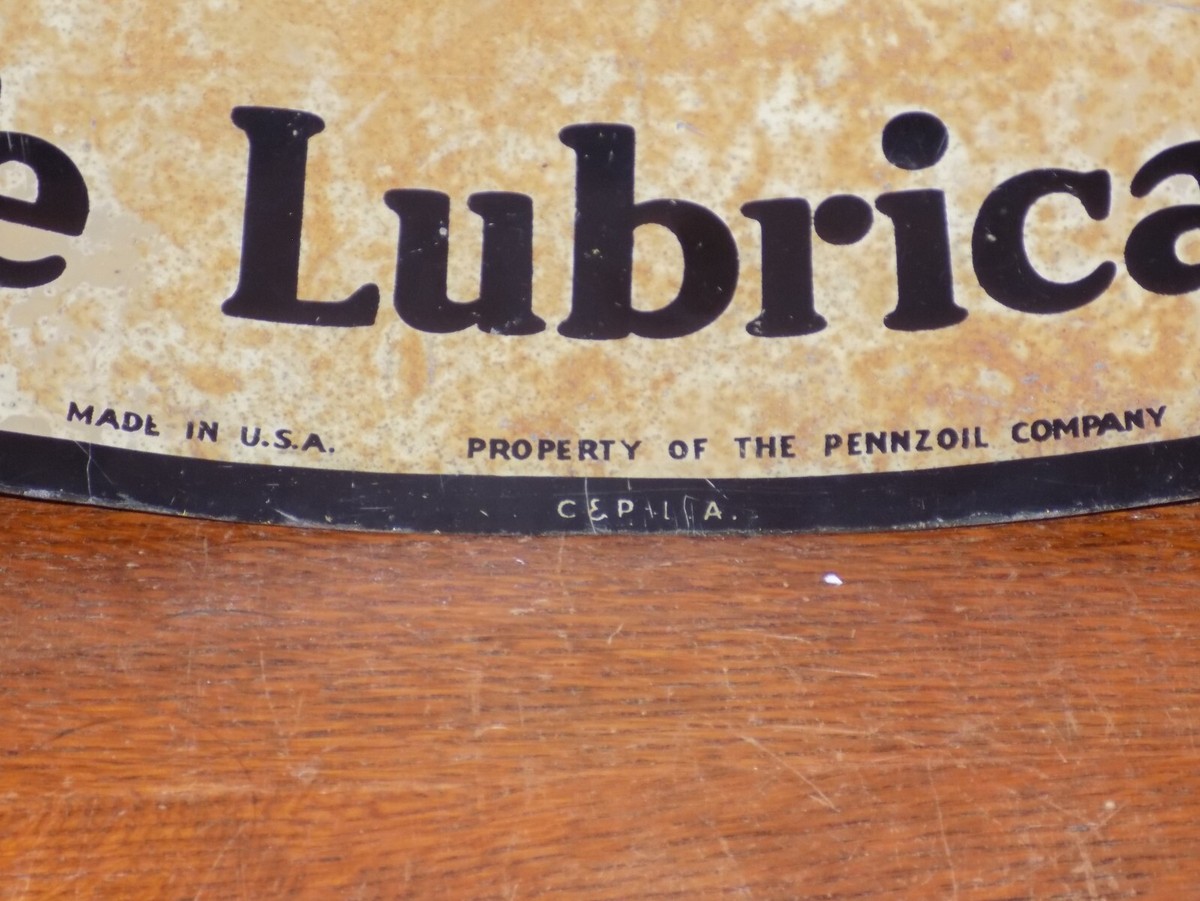 e Lubrica
MADE IN U.S.A. PROPERTY OF THE PENNZOIL COMPANY